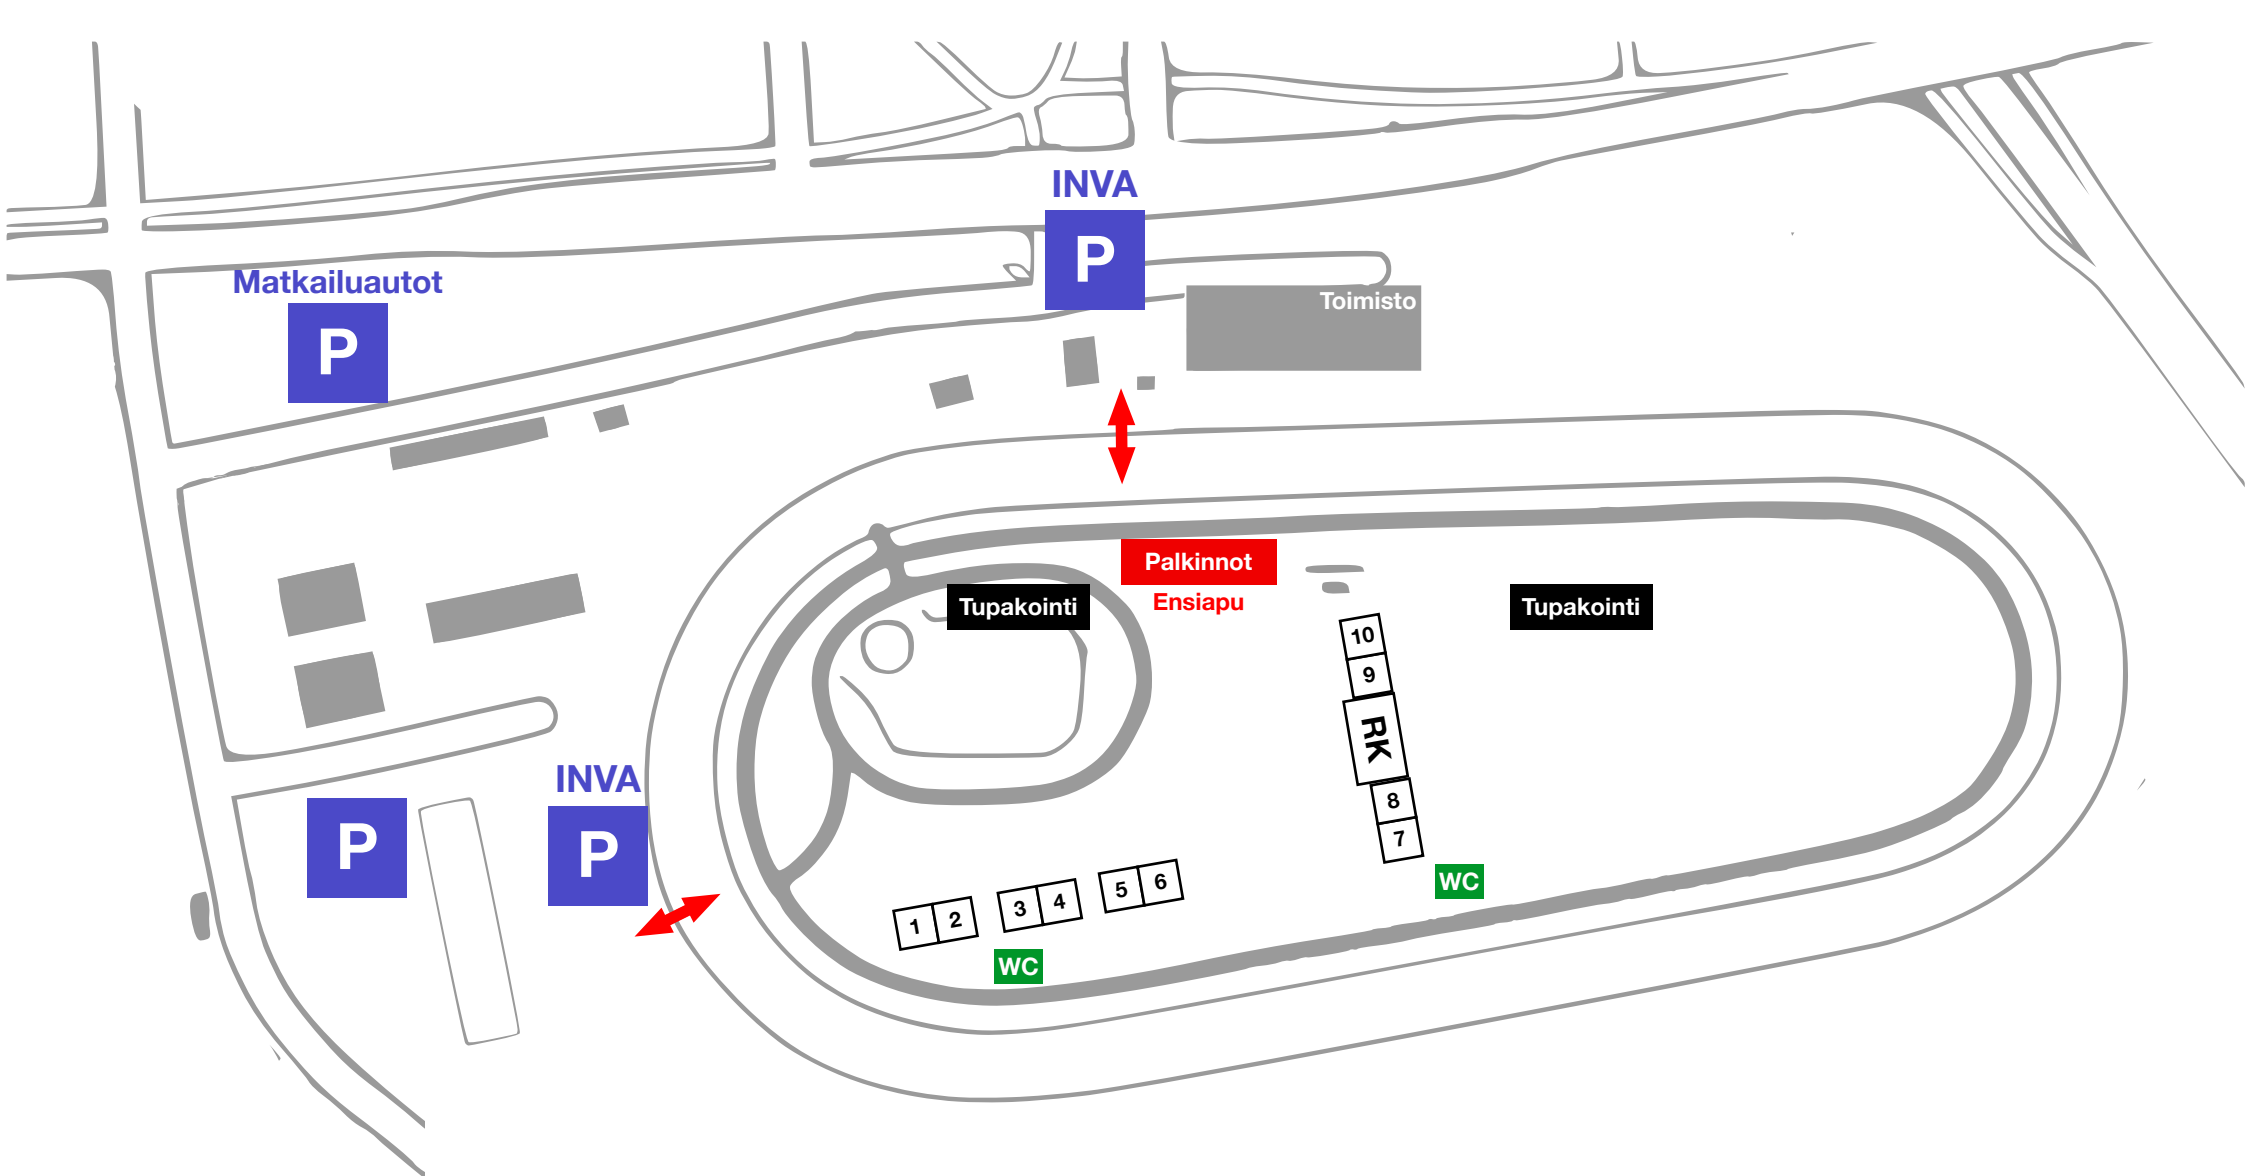 INVA
P
Matkailuautot
P
Toimisto
Palkinnot
Ensiapu
Tupakointi
Tupakointi
10
9
RK
8
7
INVA
P
P
WC
1 2
3 4
5 6
WC